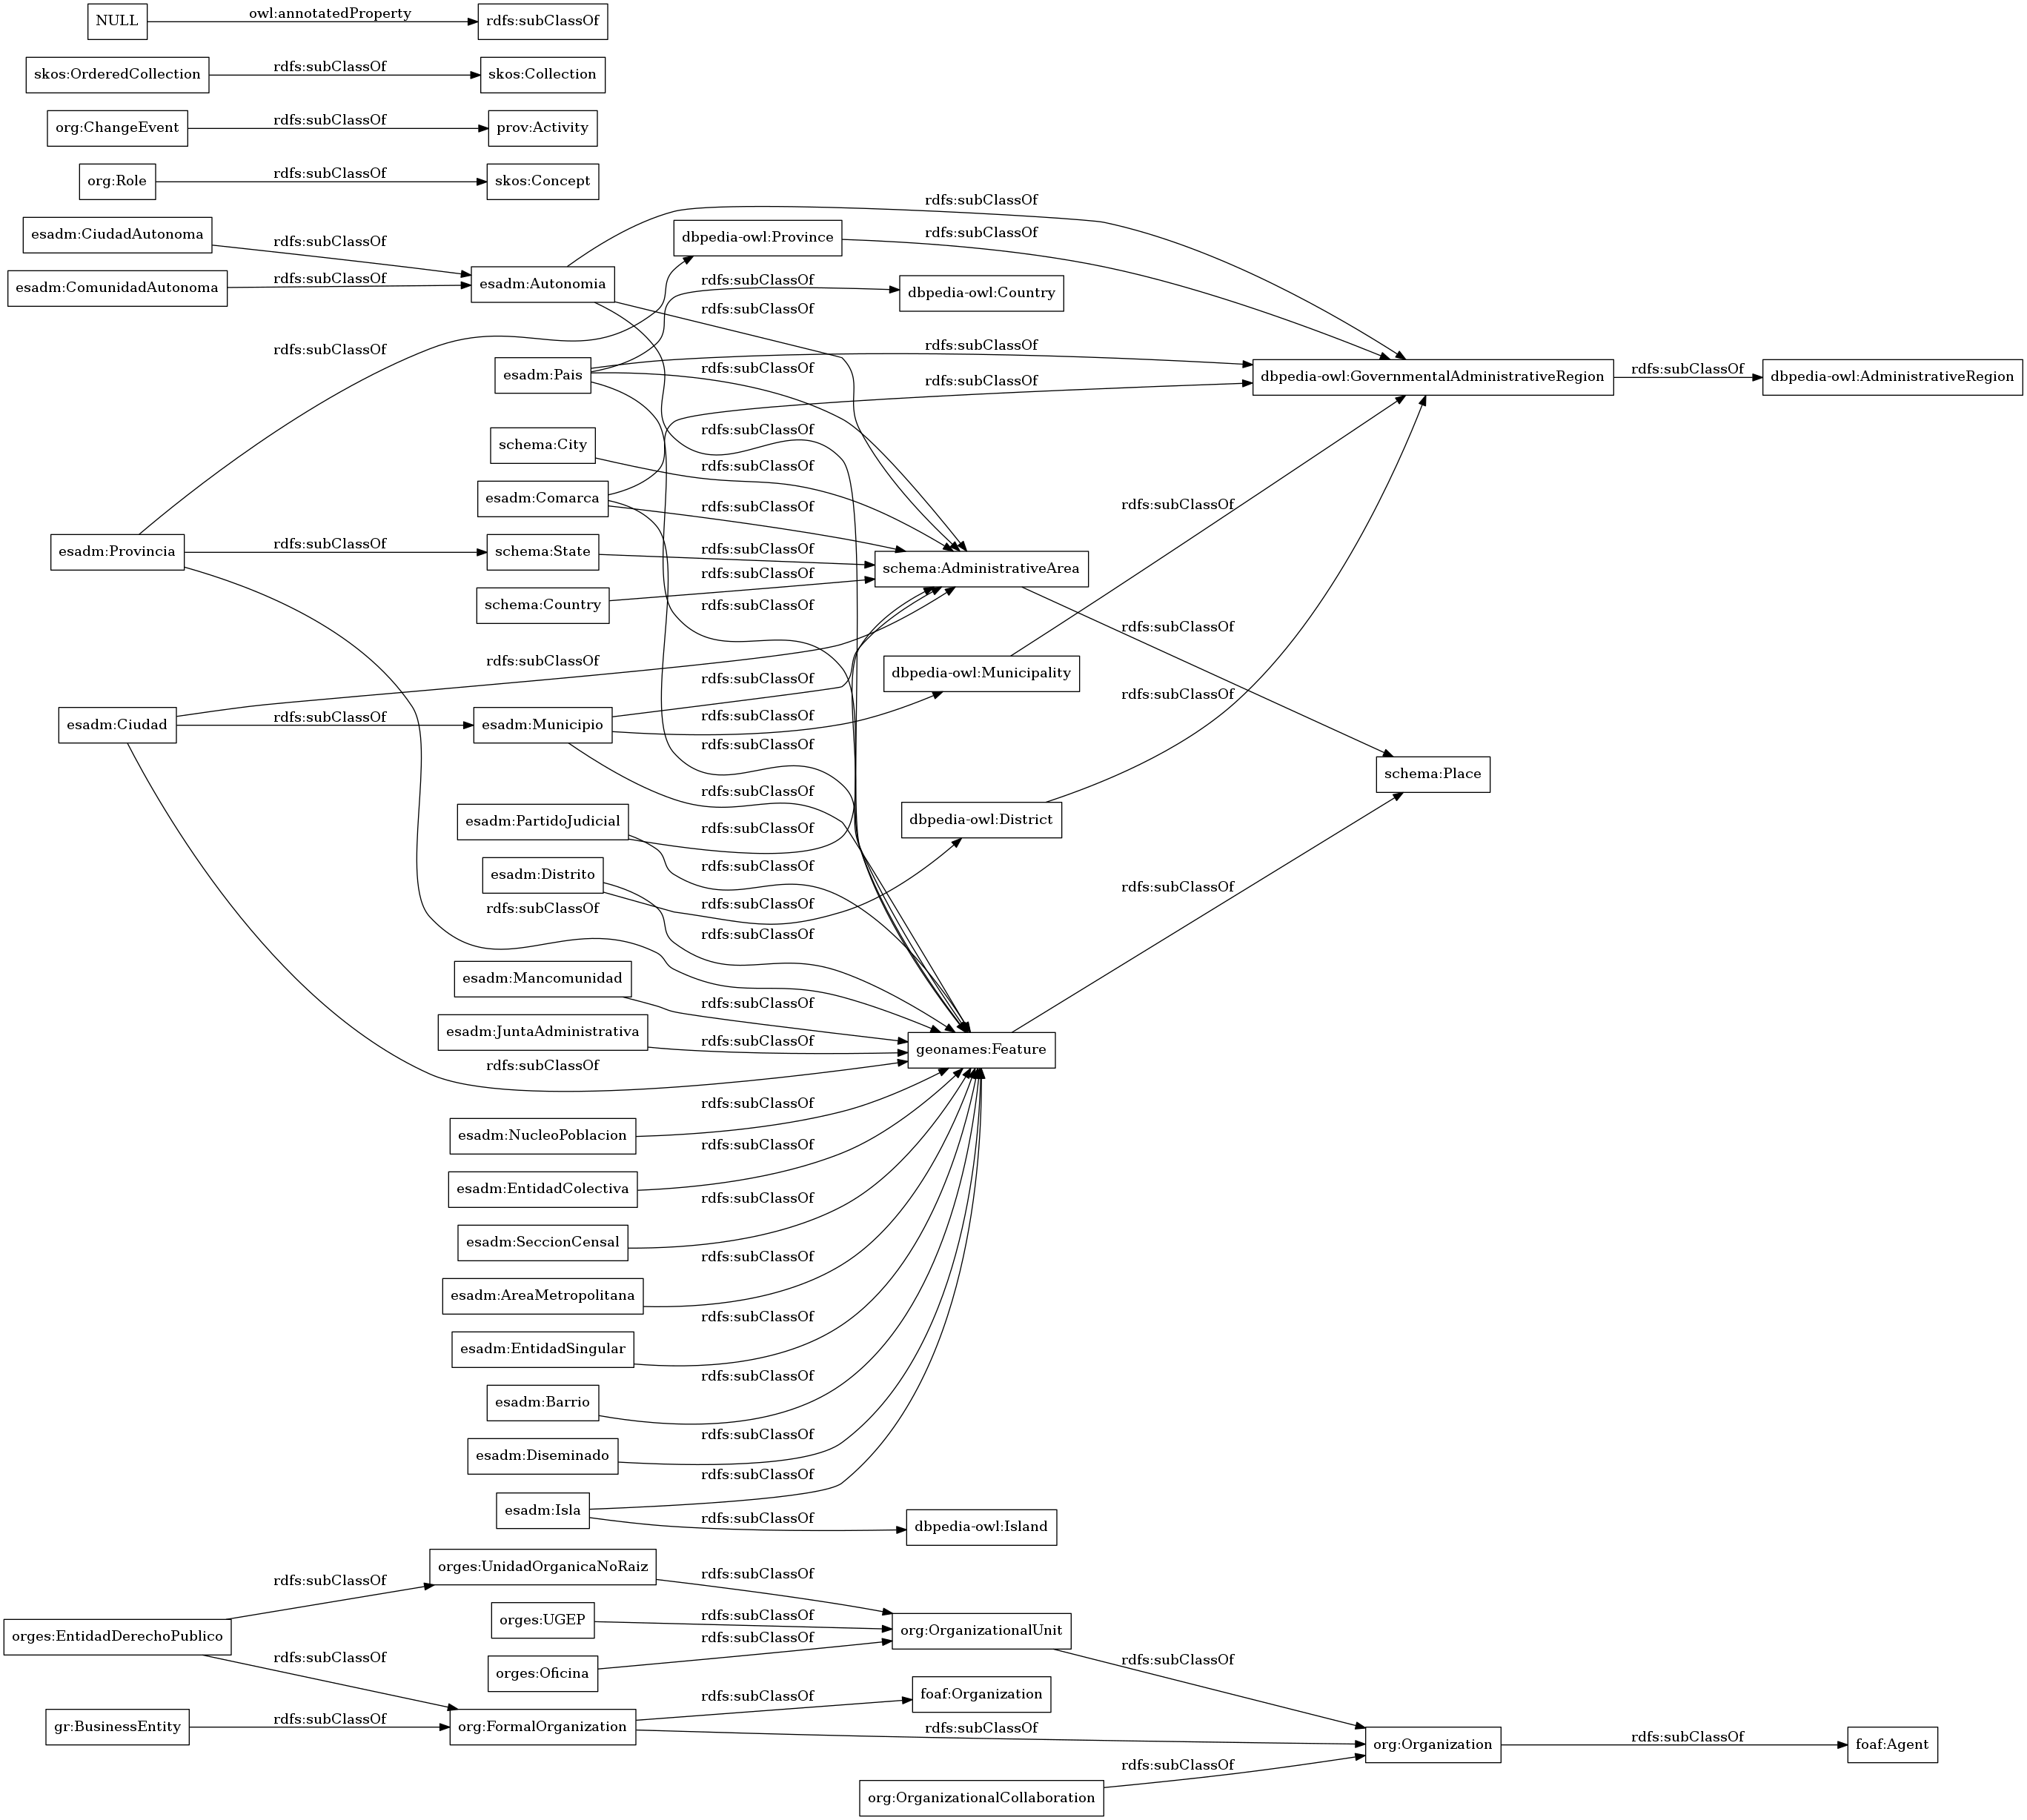 NULL
owl:annotatedProperty
rdfs:subClassOf
skos:OrderedCollection
rdfs:subClassOf
skos:Collection
org:ChangeEvent
rdfs:subClassOf
prov:Activity
org:Role
rdfs:subClassOf
skos:Concept
rdfs:subClassOf
esadm:CiudadAutonoma
rdfs:subClassOf
dbpedia-owl:Province
rdfs:subClassOf
esadm:ComunidadAutonoma
rdfs:subClassOf
esadm:Autonomia
rdfs:subClassOf
dbpedia-owl:Country
rdfs:subClassOf
rdfs:subClassOf
rdfs:subClassOf
esadm:Pais
rdfs:subClassOf
rdfs:subClassOf
dbpedia-owl:GovernmentalAdministrativeRegion
rdfs:subClassOf
dbpedia-owl:AdministrativeRegion
rdfs:subClassOf
schema:City
rdfs:subClassOf
esadm:Comarca
rdfs:subClassOf
rdfs:subClassOf
esadm:Provincia
rdfs:subClassOf
schema:State
rdfs:subClassOf
schema:AdministrativeArea
rdfs:subClassOf
schema:Country
rdfs:subClassOf
rdfs:subClassOf
rdfs:subClassOf
dbpedia-owl:Municipality
rdfs:subClassOf
rdfs:subClassOf
esadm:Ciudad
rdfs:subClassOf
esadm:Municipio
rdfs:subClassOf
rdfs:subClassOf
schema:Place
rdfs:subClassOf
esadm:PartidoJudicial
rdfs:subClassOf
dbpedia-owl:District
rdfs:subClassOf
esadm:Distrito
rdfs:subClassOf
rdfs:subClassOf
rdfs:subClassOf
rdfs:subClassOf
esadm:Mancomunidad
rdfs:subClassOf
esadm:JuntaAdministrativa
rdfs:subClassOf
geonames:Feature
rdfs:subClassOf
rdfs:subClassOf
esadm:NucleoPoblacion
rdfs:subClassOf
esadm:EntidadColectiva
rdfs:subClassOf
esadm:SeccionCensal
rdfs:subClassOf
esadm:AreaMetropolitana
rdfs:subClassOf
esadm:EntidadSingular
rdfs:subClassOf
esadm:Barrio
rdfs:subClassOf
esadm:Diseminado
rdfs:subClassOf
esadm:Isla
rdfs:subClassOf
dbpedia-owl:Island
orges:UnidadOrganicaNoRaiz
rdfs:subClassOf
rdfs:subClassOf
orges:UGEP
rdfs:subClassOf
orges:EntidadDerechoPublico
rdfs:subClassOf
org:OrganizationalUnit
rdfs:subClassOf
rdfs:subClassOf
orges:Oficina
rdfs:subClassOf
foaf:Organization
gr:BusinessEntity
rdfs:subClassOf
org:FormalOrganization
rdfs:subClassOf
org:Organization
rdfs:subClassOf
foaf:Agent
rdfs:subClassOf
org:OrganizationalCollaboration